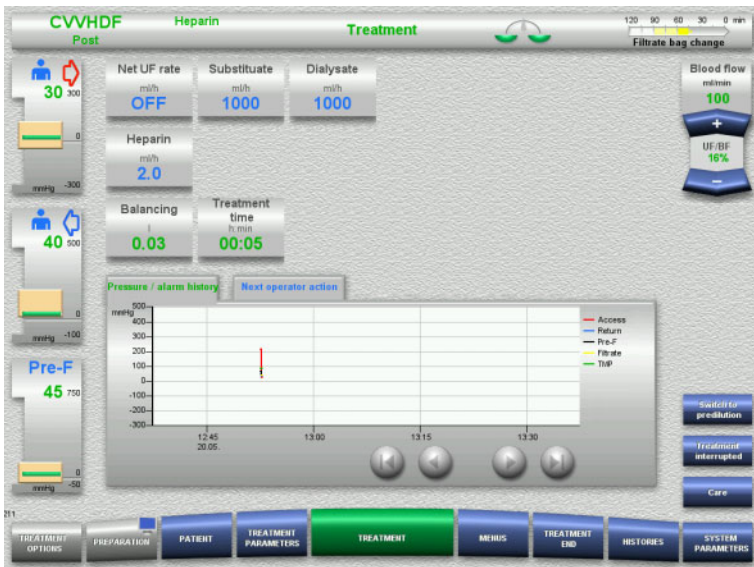 CVVHDF Heparin Treatment
Post
120 90 60 30 0 min
Filtrate bag change
30 300
0
mmHg -300
Net UF rate
ml/h
OFF
Substituate
ml/h
1000
Dialysate
ml/h
1000
Blood flow
ml/min
100
+
UF/BF
16%
–
Heparin
ml/h
2.0
40 500
0
mmHg -100
Balancing
l
0.03
Treatment
time
h:min
00:05
Pressure / alarm history
Next operator action
mmHg
500
400
300
200
100
0
-100
-200
-300
12:45
20.05.
13:00
13:15
13:30
Access
Return
Pre-F
Filtrate
TMP
Pre-F
45 750
0
mmHg -50
Switch to
predilution
Treatment
interrupted
Care
211
TREATMENT
OPTIONS
PREPARATION
PATIENT
TREATMENT
PARAMETERS
TREATMENT
MENUS
TREATMENT
END
HISTORIES
SYSTEM
PARAMETERS